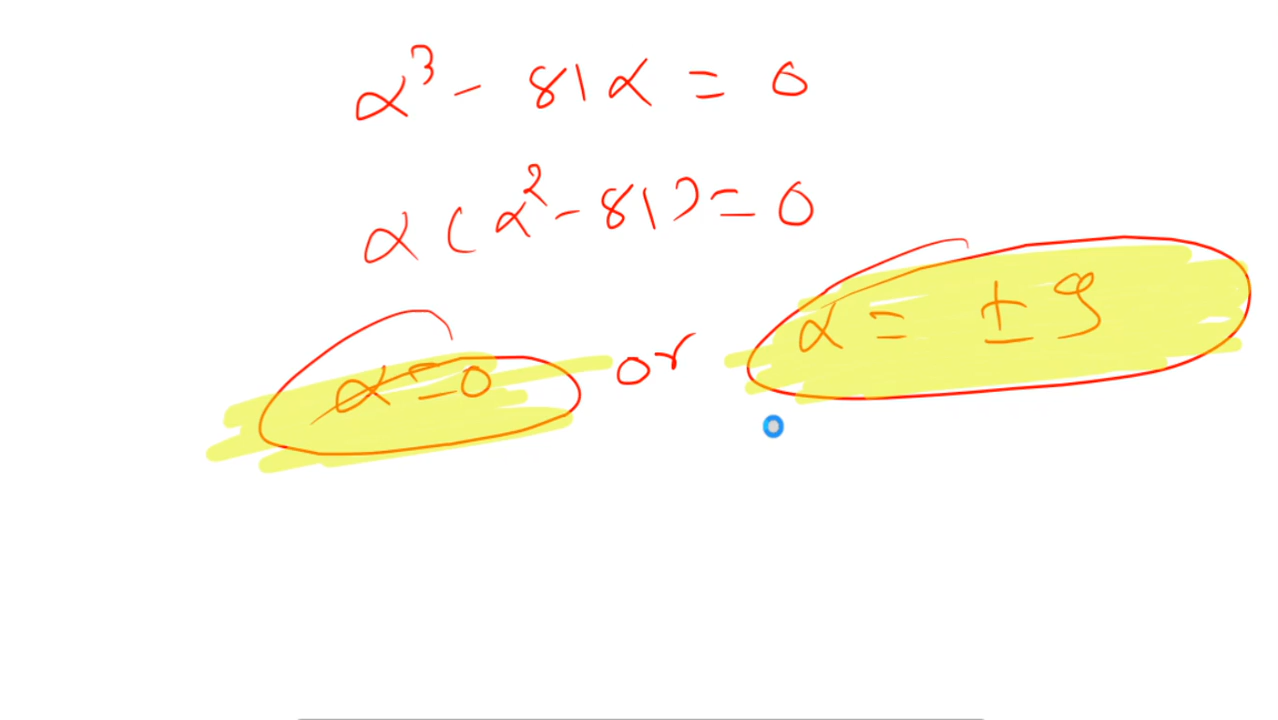 α³ - 81α = 0
α(α² - 81) = 0
α = 0 or α = ± 9